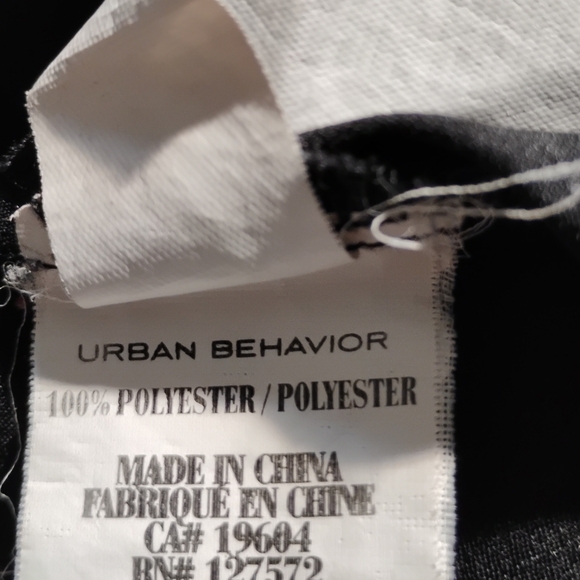 URBAN BEHAVIOR
100% POLYESTER / POLYESTER
MADE IN CHINA
FABRIQUÉ EN CHINE
CA# 19604
RN# 127572